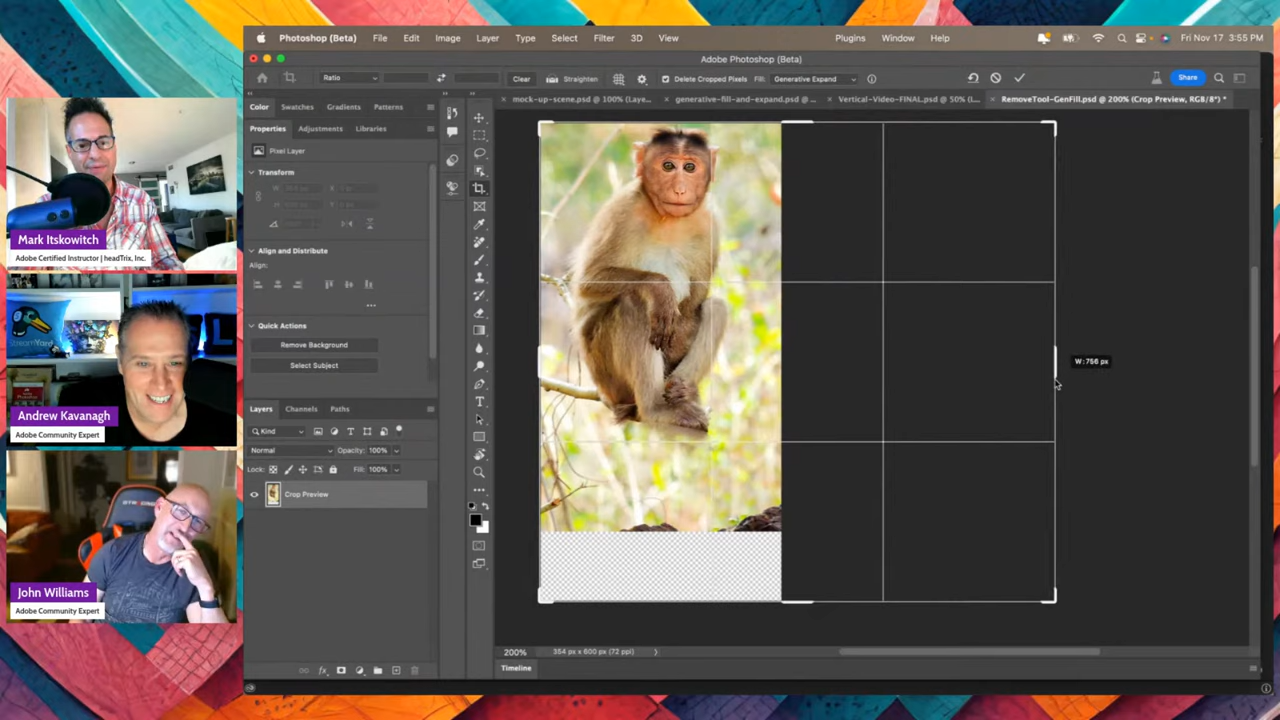 Photoshop (Beta) File Edit Image Layer Type Select Filter 3D View Plugins Window Help Fri Nov 17 3:55 PM
Adobe Photoshop (Beta)
Ratio Clear Straighten Delete Cropped Pixels Fill: Generative Expand Share
Color Swatches Gradients Patterns
mock-up-scene.psd @ 100% (Laye... generative-fill-and-expand.psd @ ... Vertical-Video-FINAL.psd @ 50% (l... RemoveTool-GenFill.psd @ 200% (Crop Preview, RGB/8*) *
Properties Adjustments Libraries
Pixel Layer
Transform
Align and Distribute
Align:
Quick Actions
Remove Background
Select Subject
Layers Channels Paths
Kind
Normal Opacity: 100%
Lock: Fill: 100%
Crop Preview
W: 756 px
200% 354 px x 600 px (72 ppi)
Timeline
Mark Itskowitch
Adobe Certified Instructor | headTrix, Inc.
StreamYard
Andrew Kavanagh
Adobe Community Expert
John Williams
Adobe Community Expert